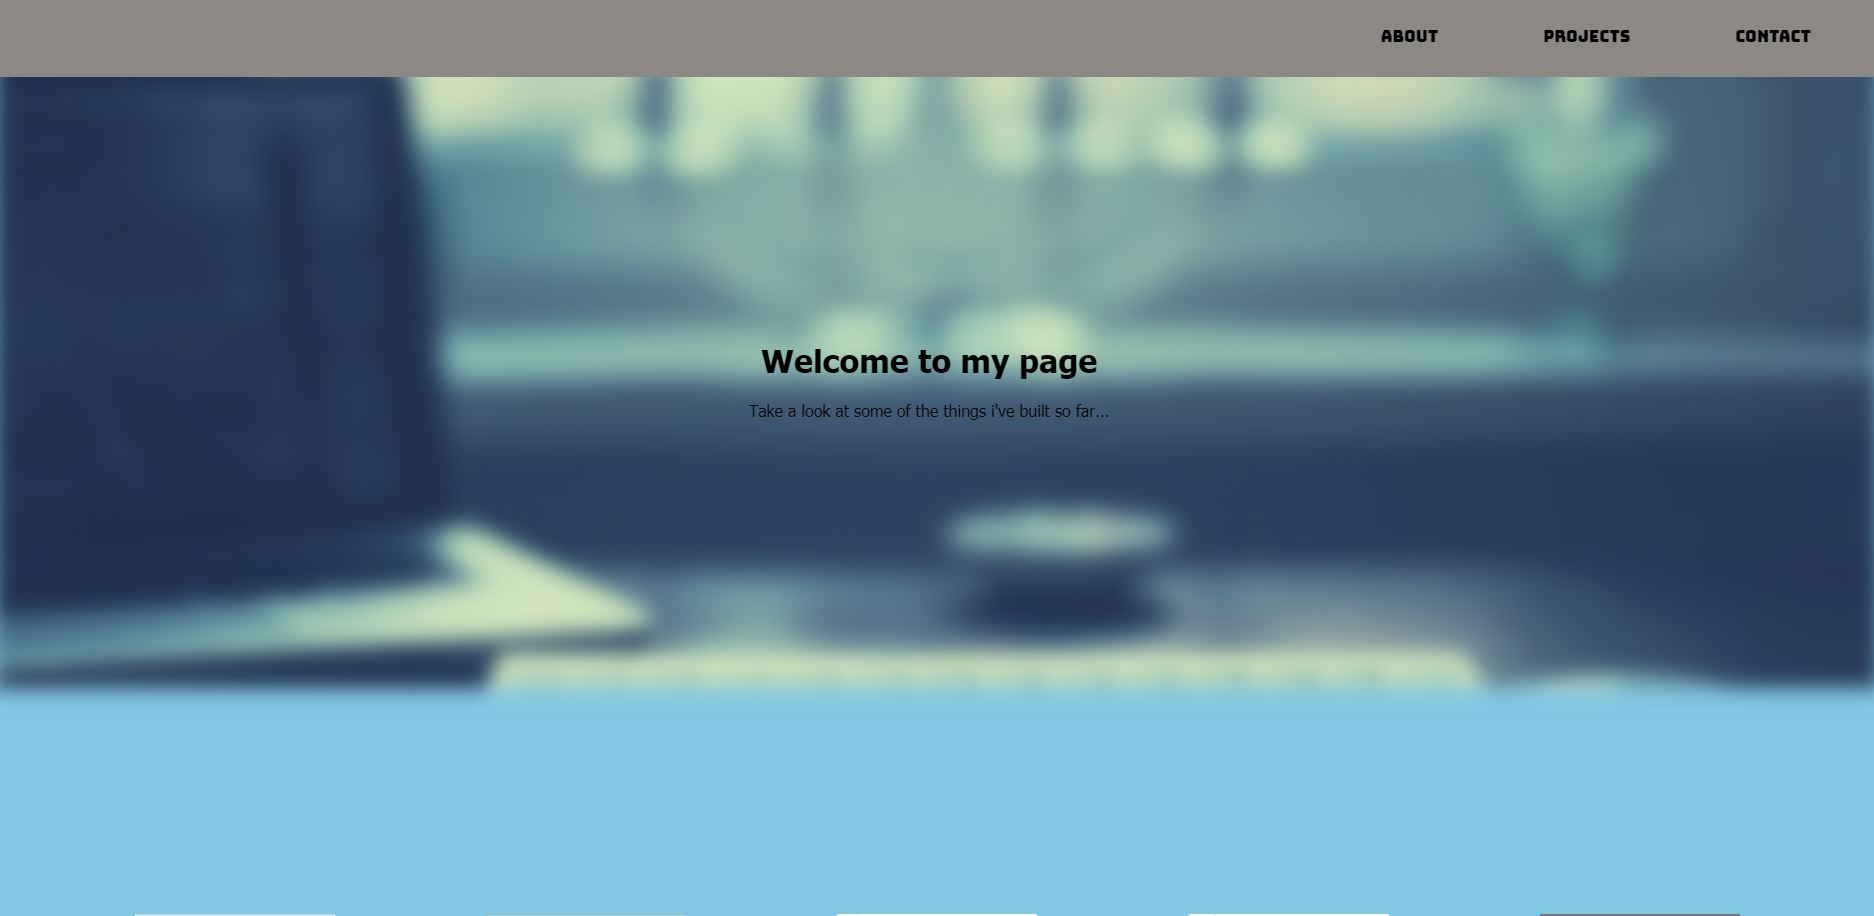 ABOUT PROJECTS CONTACT
Welcome to my page
Take a look at some of the things i've built so far...